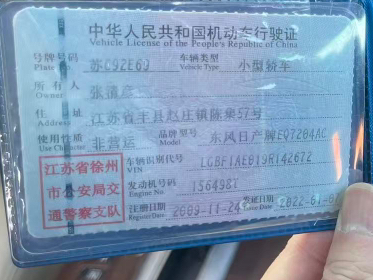 中华人民共和国机动车行驶证
Vehicle License of the People's Republic of China
号牌号码 苏C92E69 车辆类型 小型轿车
Plate Vehicle Type
所有人 张
Owner
住址 江苏省丰县赵庄镇陈集57号
Address
使用性质 非营运 品牌型号 东风日产牌EQ7204AC
Use Character Model
江苏省徐州 车辆识别代号 LGBF1AE019R142672
市公安局交 VIN
通警察支队 发动机号码 156498T
Engine No
注册日期 2009-11-24 发证日期 2022-01-0
Register Date Issue Date